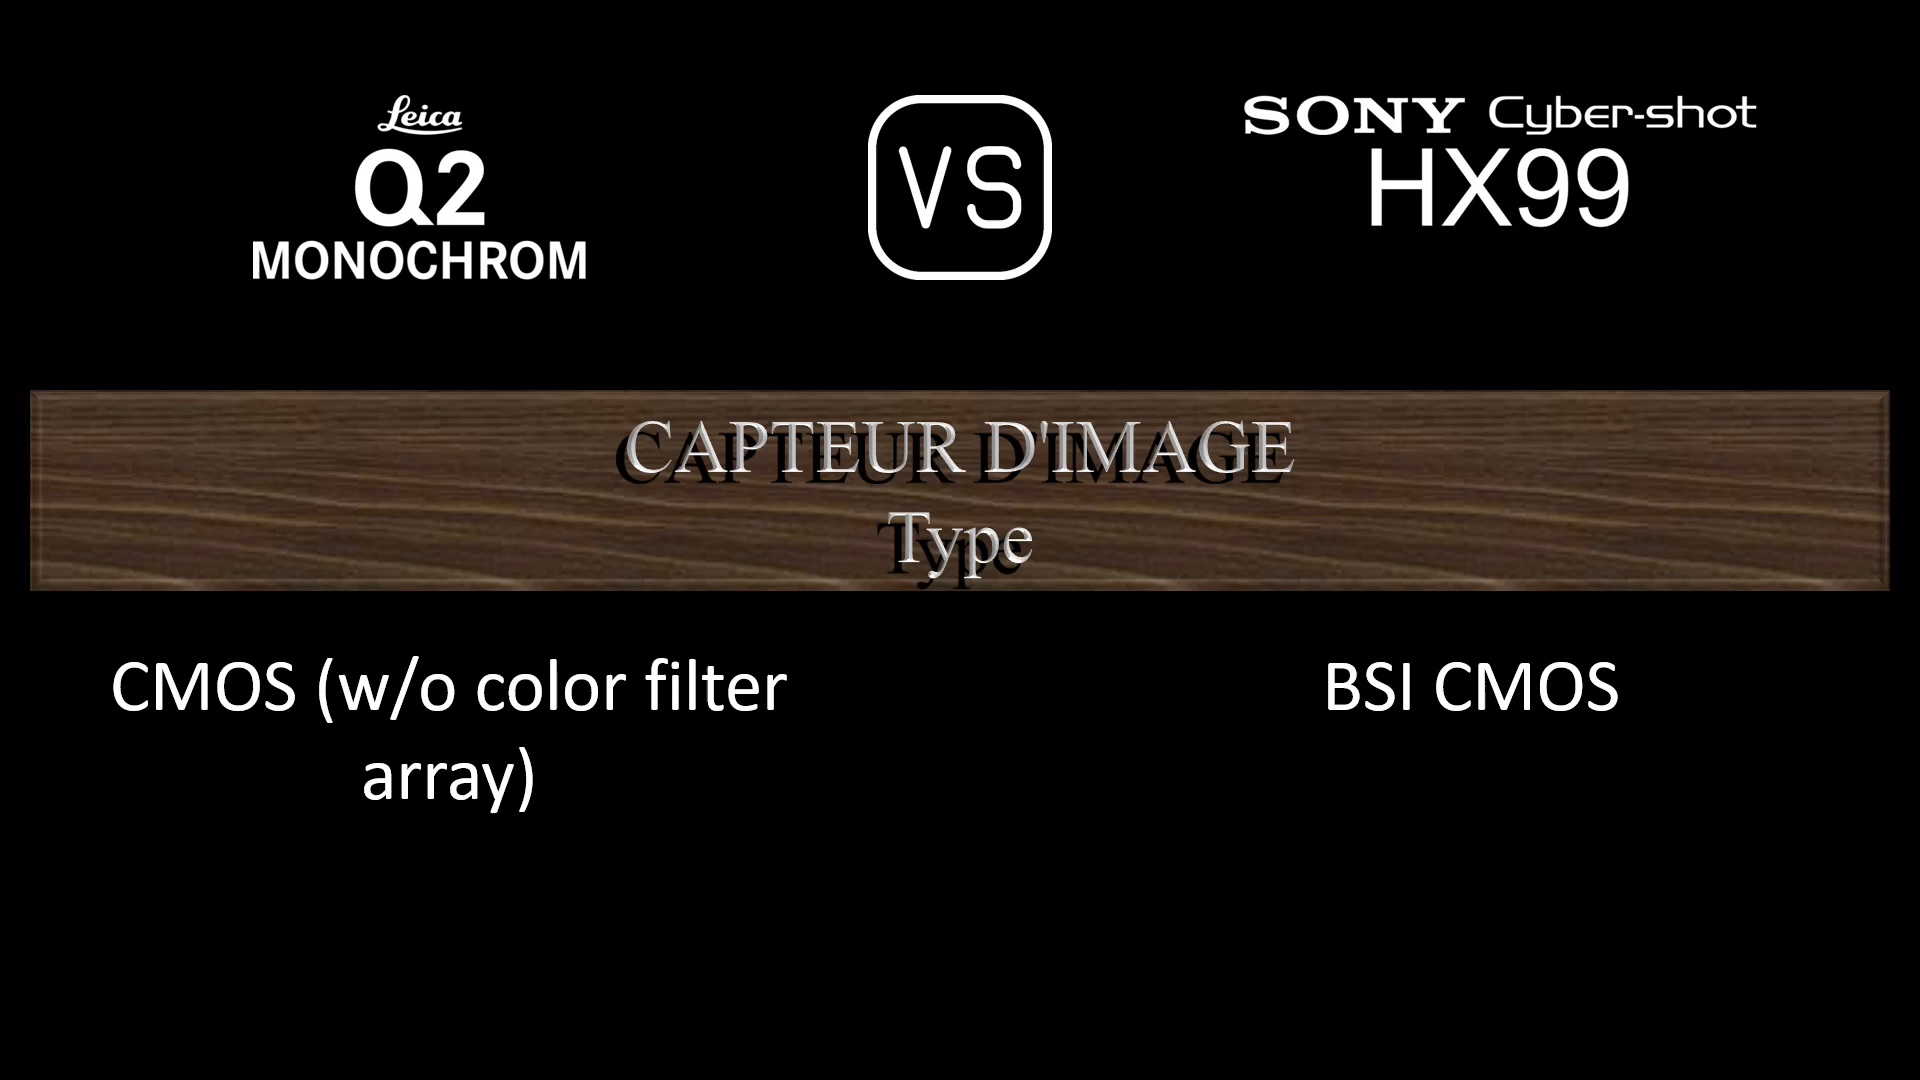 Leica
Q2
MONOCHROM
VS
SONY Cyber-shot
HX99
CAPTEUR D'IMAGE
Type
CMOS (w/o color filter
array)
BSI CMOS